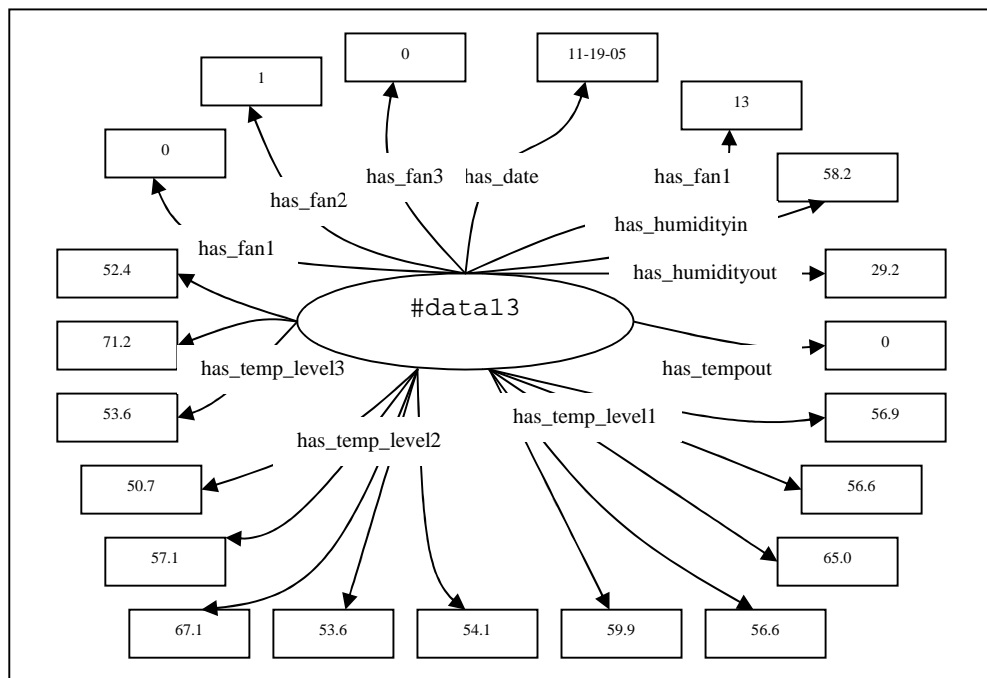 0
11-19-05
1
13
0
58.2
has_fan3
has_date
has_fan1
has_fan2
has_humidityin
has_fan1
52.4
has_humidityout
29.2
#data13
71.2
0
has_temp_level3
has_tempout
53.6
56.9
has_temp_level1
has_temp_level2
50.7
56.6
57.1
65.0
67.1
53.6
54.1
59.9
56.6